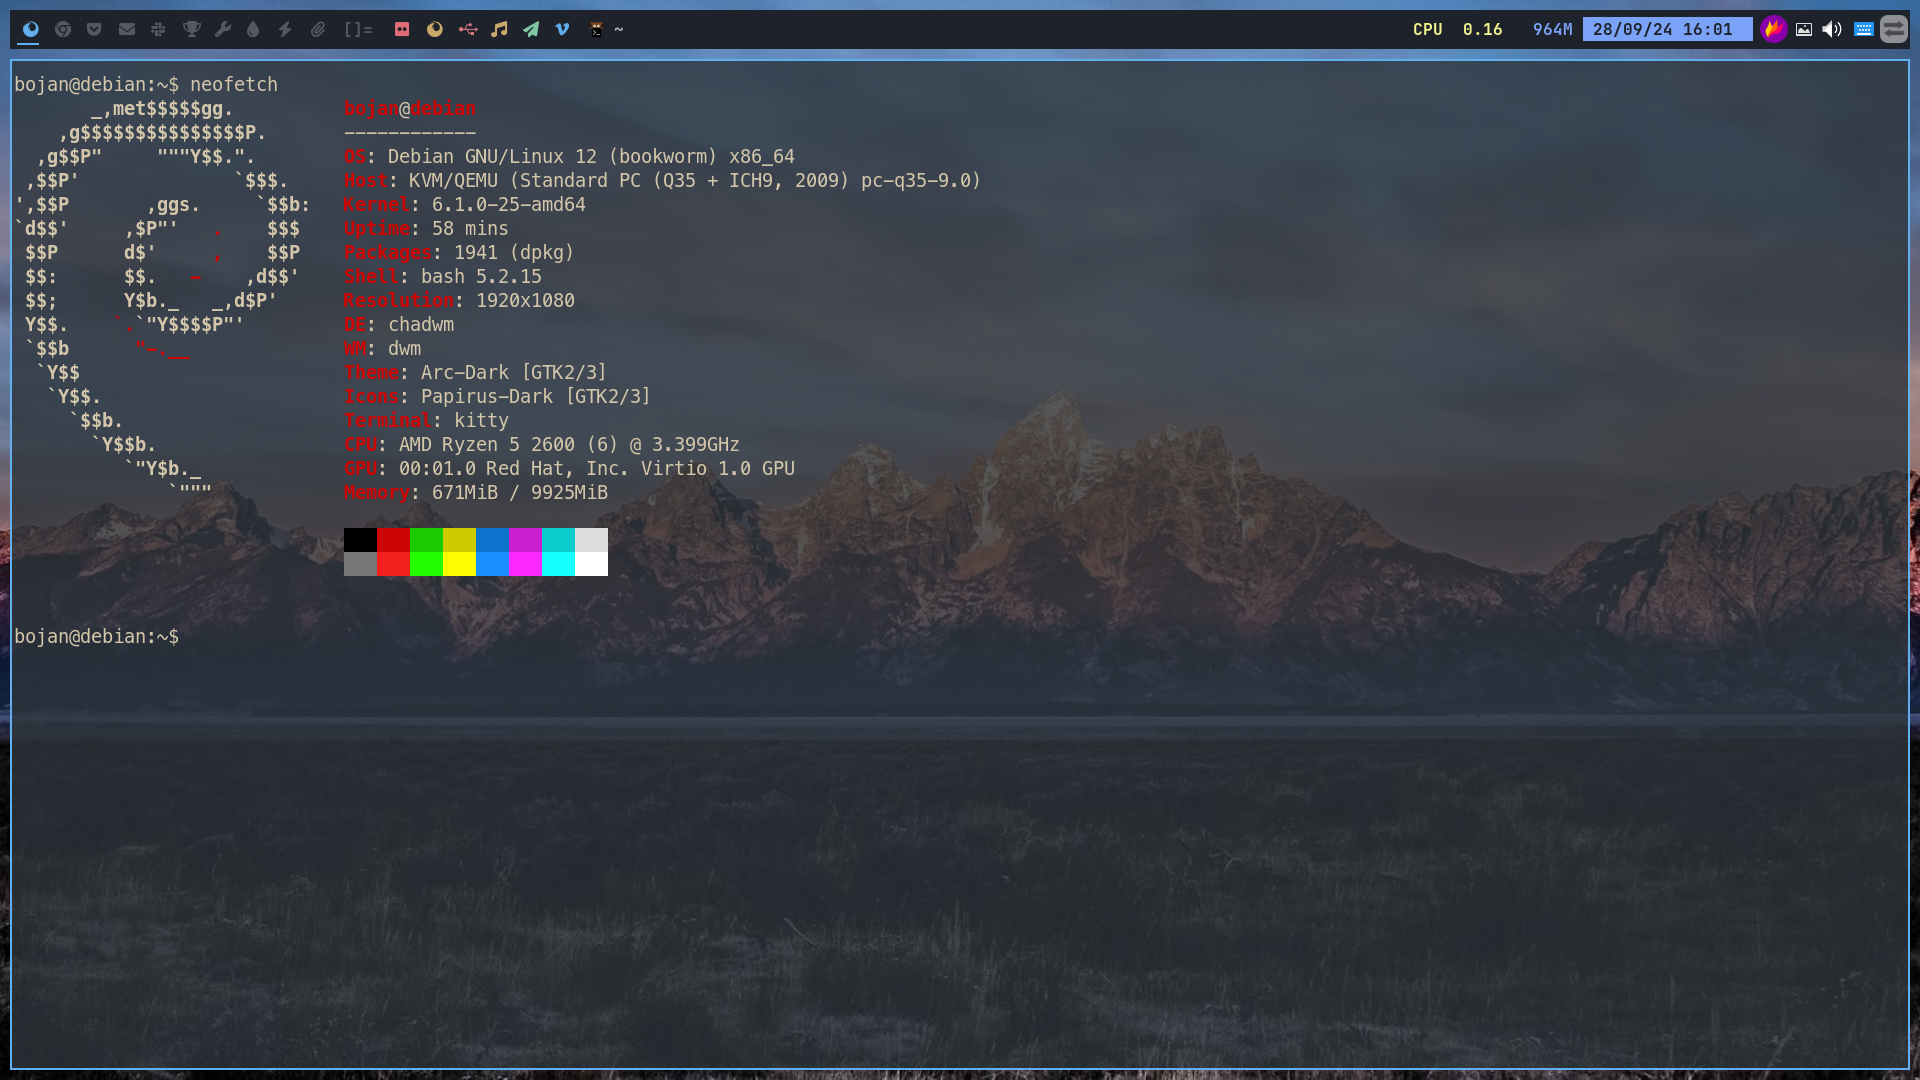 []= ~ CPU 0.16 964M 28/09/24 16:01
bojan@debian:~$ neofetch
_,met$$$$$gg. bojan@debian
,g$$$$$$$$$$$$$$$P. ------------
,g$$P" """Y$$.". OS: Debian GNU/Linux 12 (bookworm) x86_64
,$$P' `$$$. Host: KVM/QEMU (Standard PC (Q35 + ICH9, 2009) pc-q35-9.0)
',$$P ,ggs. `$$b: Kernel: 6.1.0-25-amd64
`d$$' ,$P"' . $$$ Uptime: 58 mins
$$P d$' , $$P Packages: 1941 (dpkg)
$$: $$. - ,d$$' Shell: bash 5.2.15
$$; Y$b._ _,d$P' Resolution: 1920x1080
Y$$. `.`"Y$$$$P"' DE: chadwm
`$$b "-.__ WM: dwm
`Y$$ Theme: Arc-Dark [GTK2/3]
`Y$$. Icons: Papirus-Dark [GTK2/3]
`$$b. Terminal: kitty
`Y$$b. CPU: AMD Ryzen 5 2600 (6) @ 3.399GHz
`"Y$b._ GPU: 00:01.0 Red Hat, Inc. Virtio 1.0 GPU
`""" Memory: 671MiB / 9925MiB
bojan@debian:~$